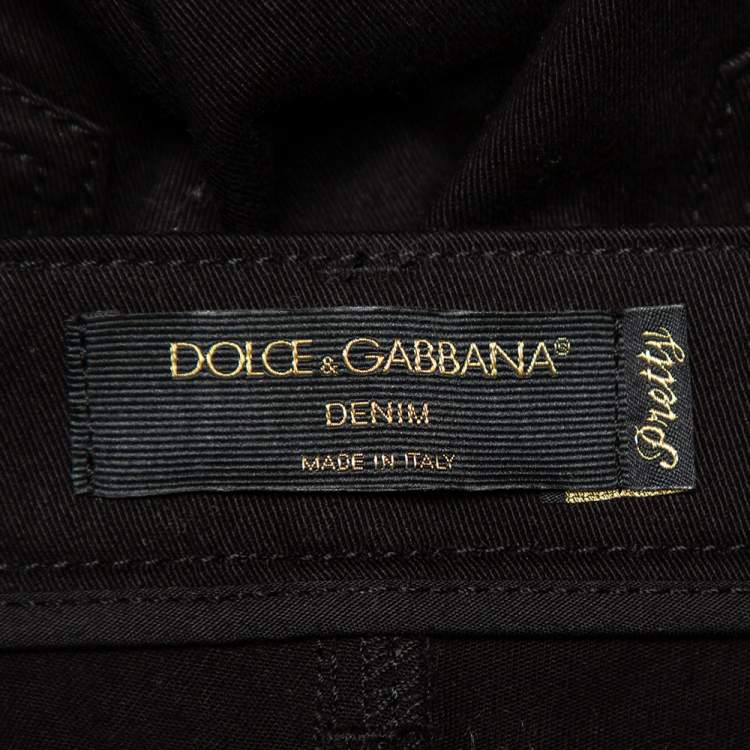 DOLCE & GABBANA®
DENIM
MADE IN ITALY
Pretty